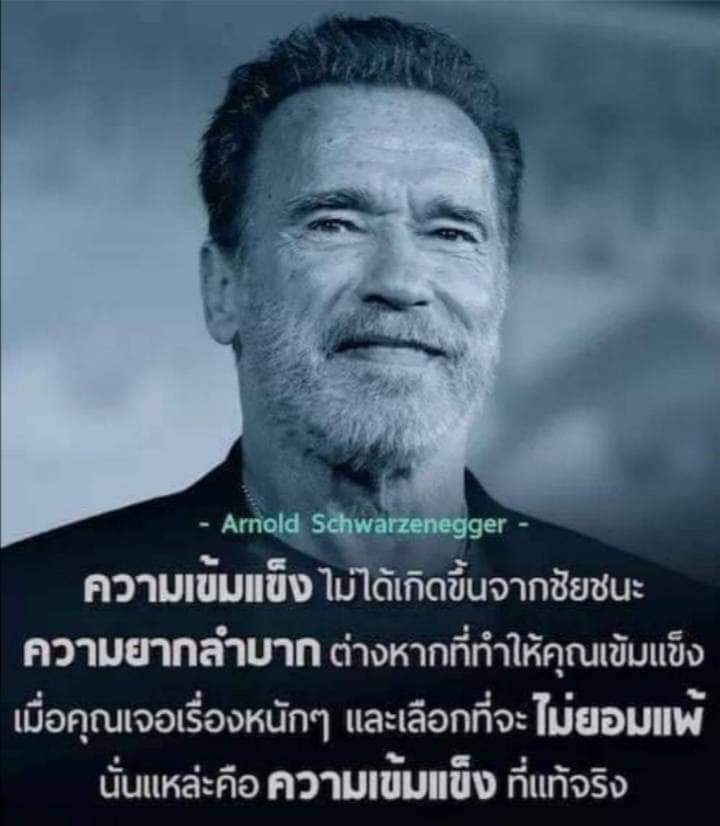 - Arnold Schwarzenegger -
ความเข้มแข็ง ไม่ได้เกิดขึ้นจากชัยชนะ
ความยากลำบาก ต่างหากที่ทำให้คุณเข้มแข็ง
เมื่อคุณเจอเรื่องหนักๆ และเลือกที่จะ ไม่ยอมแพ้
นั่นแหล่ะคือ ความเข้มแข็ง ที่แท้จริง